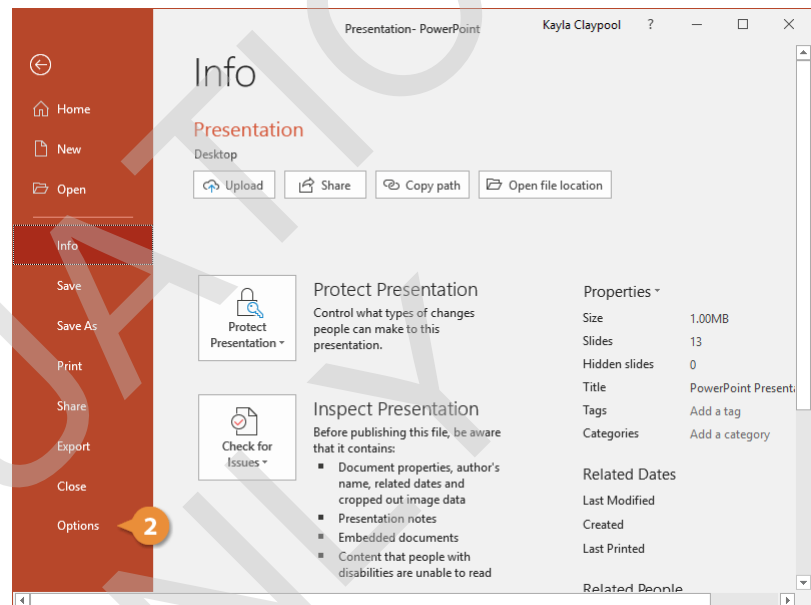 Presentation- PowerPoint
Kayla Claypool
?
Info
Home
New
Open
Info
Save
Save As
Print
Share
Export
Close
Options
2
Presentation
Desktop
Upload
Share
Copy path
Open file location
Protect
Presentation
Protect Presentation
Control what types of changes
people can make to this
presentation.
Check for
Issues
Inspect Presentation
Before publishing this file, be aware
that it contains:
Document properties, author's
name, related dates and
cropped out image data
Presentation notes
Embedded documents
Content that people with
disabilities are unable to read
Properties
Size 1.00MB
Slides 13
Hidden slides 0
Title PowerPoint Present
Tags Add a tag
Categories Add a category
Related Dates
Last Modified
Created
Last Printed
Related People